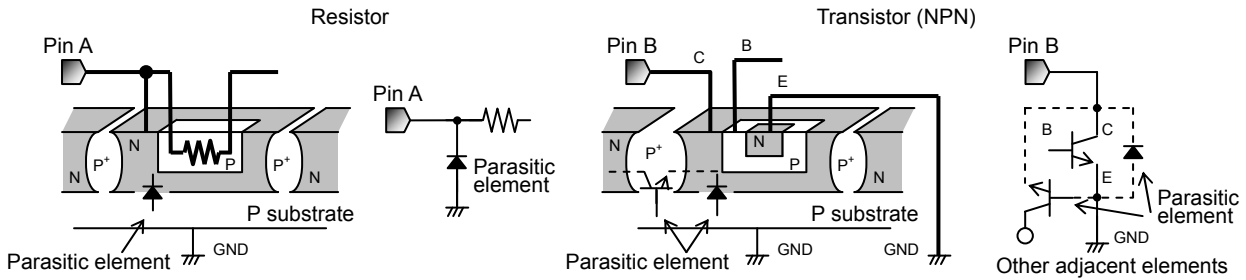 Resistor
Transistor (NPN)
Pin A
Pin B
C
B
E
Pin B
Pin A
N
P⁺
N
P
P⁺
N
Parasitic
element
N
P⁺
N
P
P⁺
N
B
C
E
P substrate
P substrate
Parasitic
element
GND
Parasitic element
GND
GND
Parasitic element
GND
Other adjacent elements